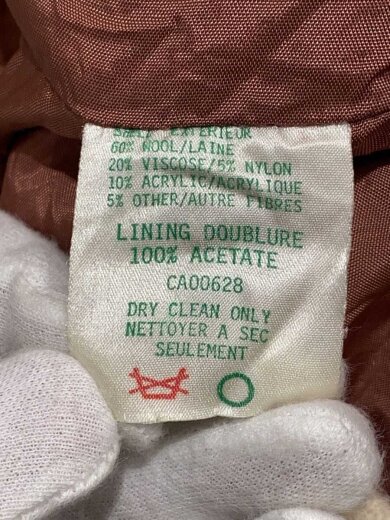 SHELL EXTERIEUR
60% WOOL/LAINE
20% VISCOSE/5% NYLON
10% ACRYLIC/ACRYLIQUE
5% OTHER/AUTRE FIBRES
LINING DOUBLURE
100% ACETATE
CA00628
DRY CLEAN ONLY
NETTOYER A SEC
SEULEMENT